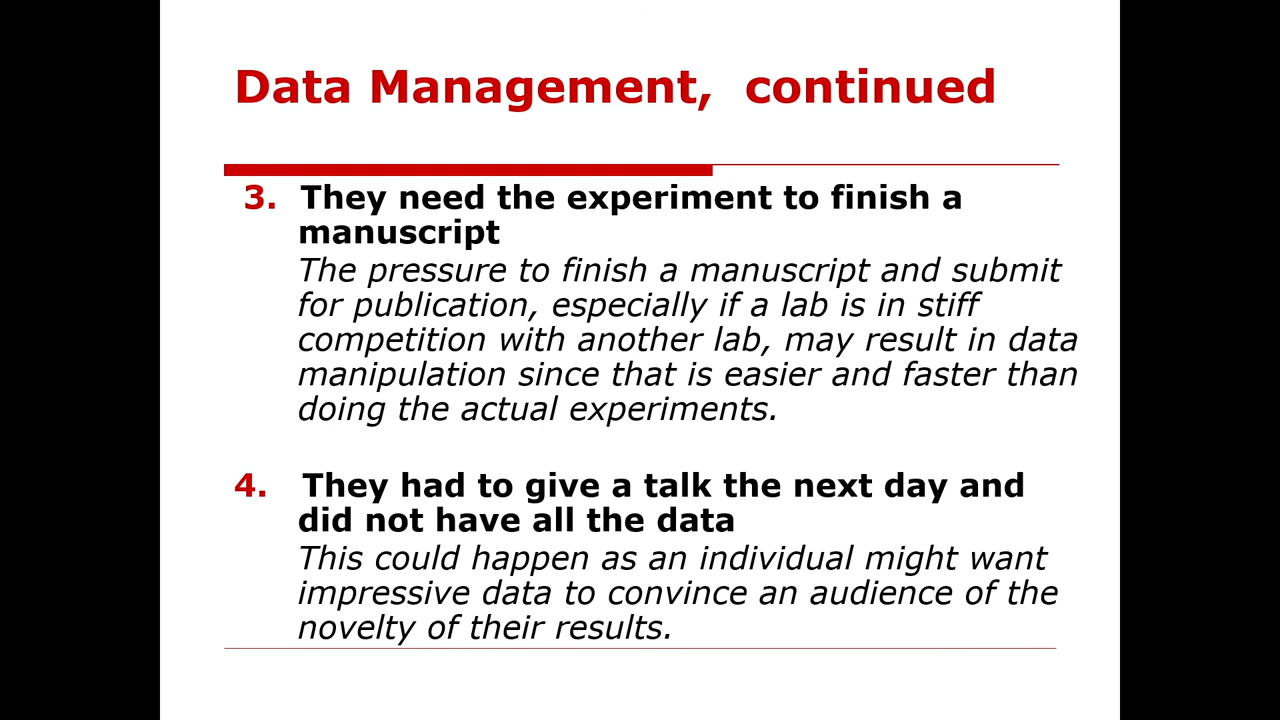 Data Management, continued
3. They need the experiment to finish a
manuscript
The pressure to finish a manuscript and submit
for publication, especially if a lab is in stiff
competition with another lab, may result in data
manipulation since that is easier and faster than
doing the actual experiments.
4. They had to give a talk the next day and
did not have all the data
This could happen as an individual might want
impressive data to convince an audience of the
novelty of their results.